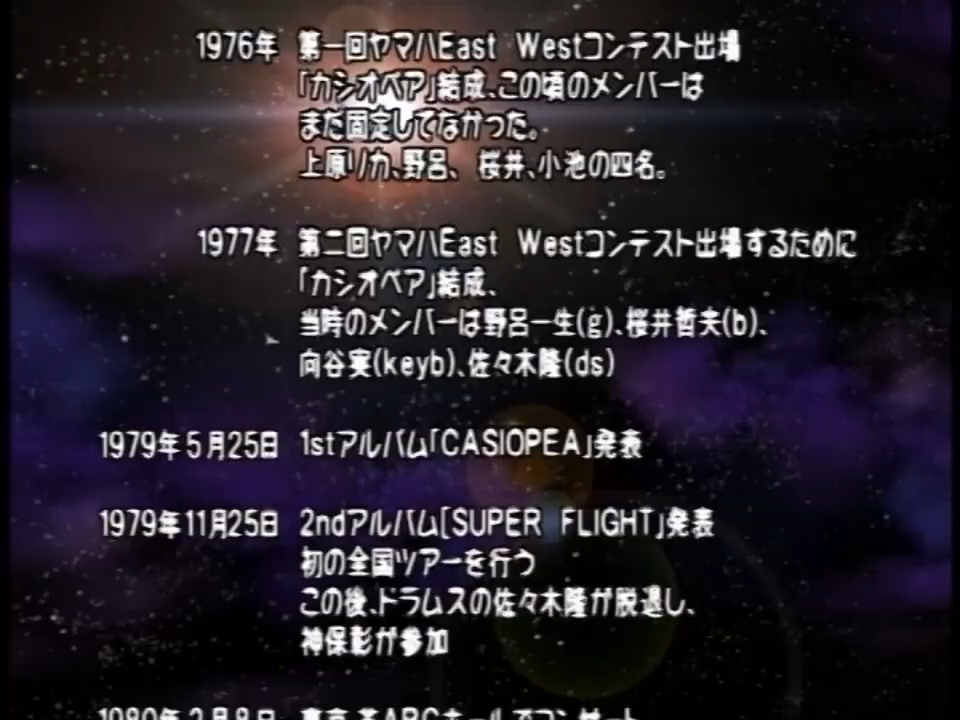 1976年 第一回ヤマハEast Westコンテスト出場
「カシオペア」結成、この頃のメンバーは
まだ固定してなかった。
上原リカ、野呂、 桜井、小池の四名。
1977年 第二回ヤマハEast Westコンテスト出場するために
「カシオペア」結成、
当時のメンバーは野呂一生(g)、桜井哲夫(b)、
向谷実(keyb)、佐々木隆(ds)
1979年5月25日 1stアルバム「CASIOPEA」発表
1979年11月25日 2ndアルバム[SUPER FLIGHT」発表
初の全国ツアーを行う
この後、ドラムスの佐々木隆が脱退し、
神保彰が参加
1980年2月8日